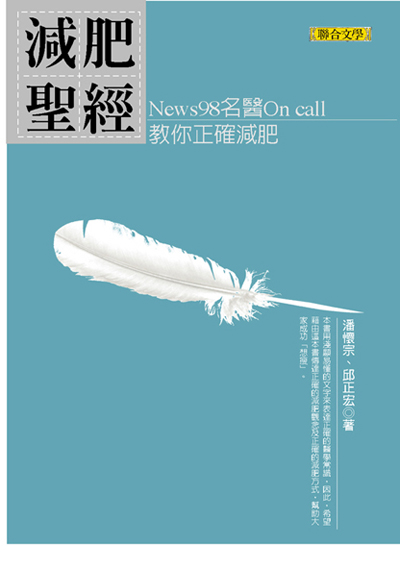 減肥
聖經
聯合文學
News98名醫On call
教你正確減肥
潘懷宗、邱正宏◎著
本書用淺顯易懂的文字來表達正確的醫學常識，因此，希望
藉由這本書傳達正確的減肥觀念及正確的減肥方式，幫助大
家成功「想瘦」。